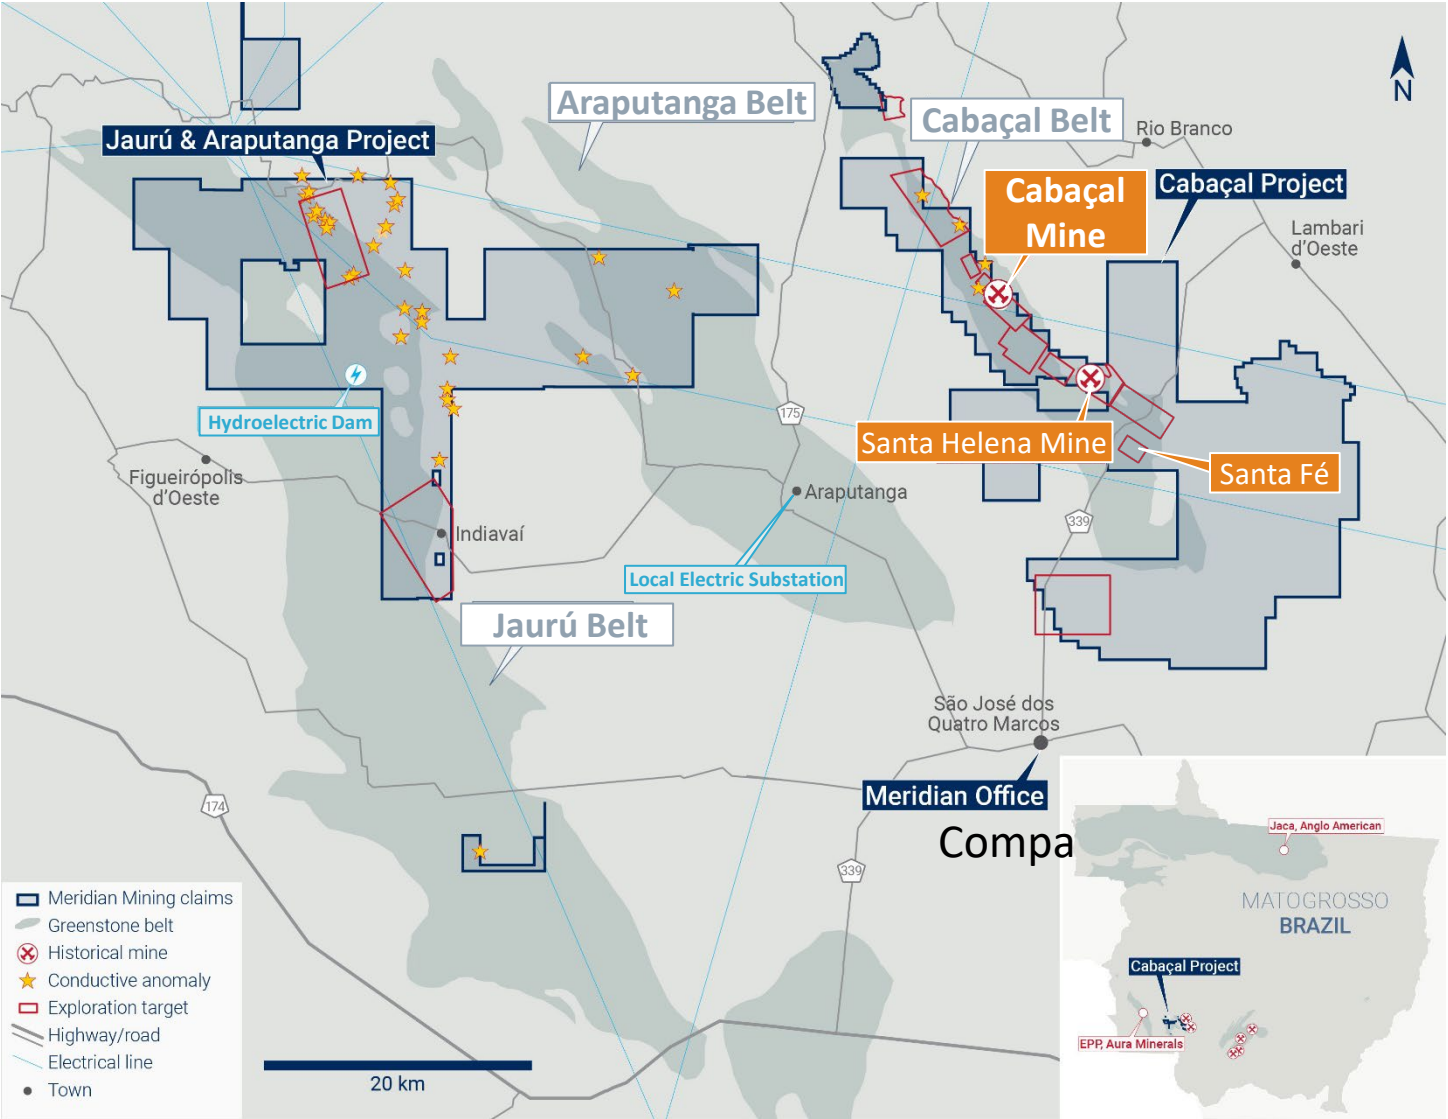 N
Araputanga Belt
Cabaçal Belt
Rio Branco
Jaurú & Araputanga Project
Cabaçal
Mine
Cabaçal Project
Lambari
d'Oeste
Hydroelectric Dam
175
Santa Helena Mine
Santa Fé
Figueirópolis
d'Oeste
Araputanga
339
Indiavaí
Local Electric Substation
Jaurú Belt
São José dos
Quatro Marcos
Meridian Office
174
Compa
339
Jaca, Anglo American
MATOGROSSO
BRAZIL
Cabaçal Project
EPP, Aura Minerals
Meridian Mining claims
Greenstone belt
Historical mine
Conductive anomaly
Exploration target
Highway/road
Electrical line
Town
20 km